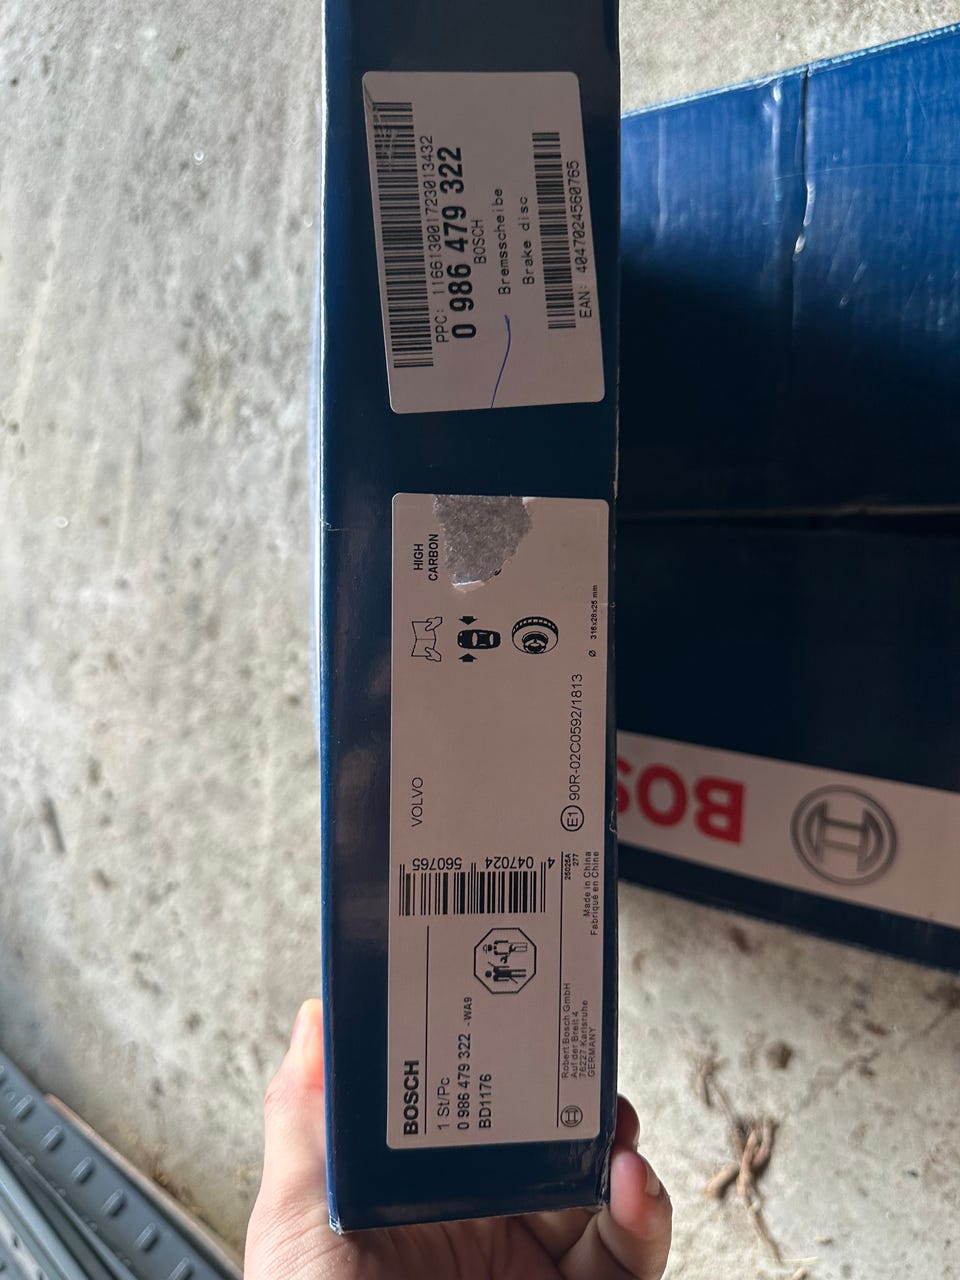 PPC: 1166130017230134​32
0 986 479 322
BOSCH
Bremsscheibe
Brake disc
EAN: 4047024560765
BOSCH
1 St/Pc
0 986 479 322 -WA9
BD1176
VOLVO
HIGH
CARBON
4 047024 560765
Robert Bosch GmbH
Auf der Breit 4
76227 Karlsruhe
GERMANY
25025A
277
Made in China
Fabriqué en Chine
E1 90R-02C0592/1813
Ø 316x28x25 mm
BOS